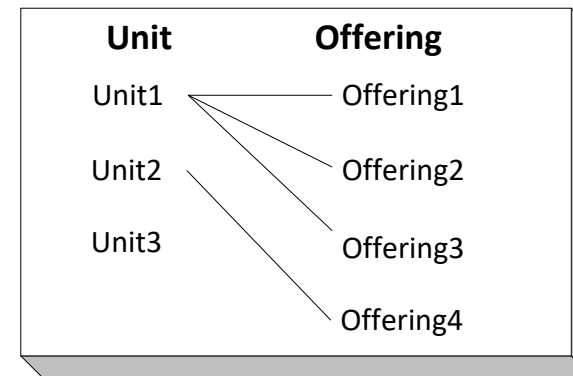 Unit Offering
Unit1 Offering1
Unit2 Offering2
Unit3 Offering3
Offering4